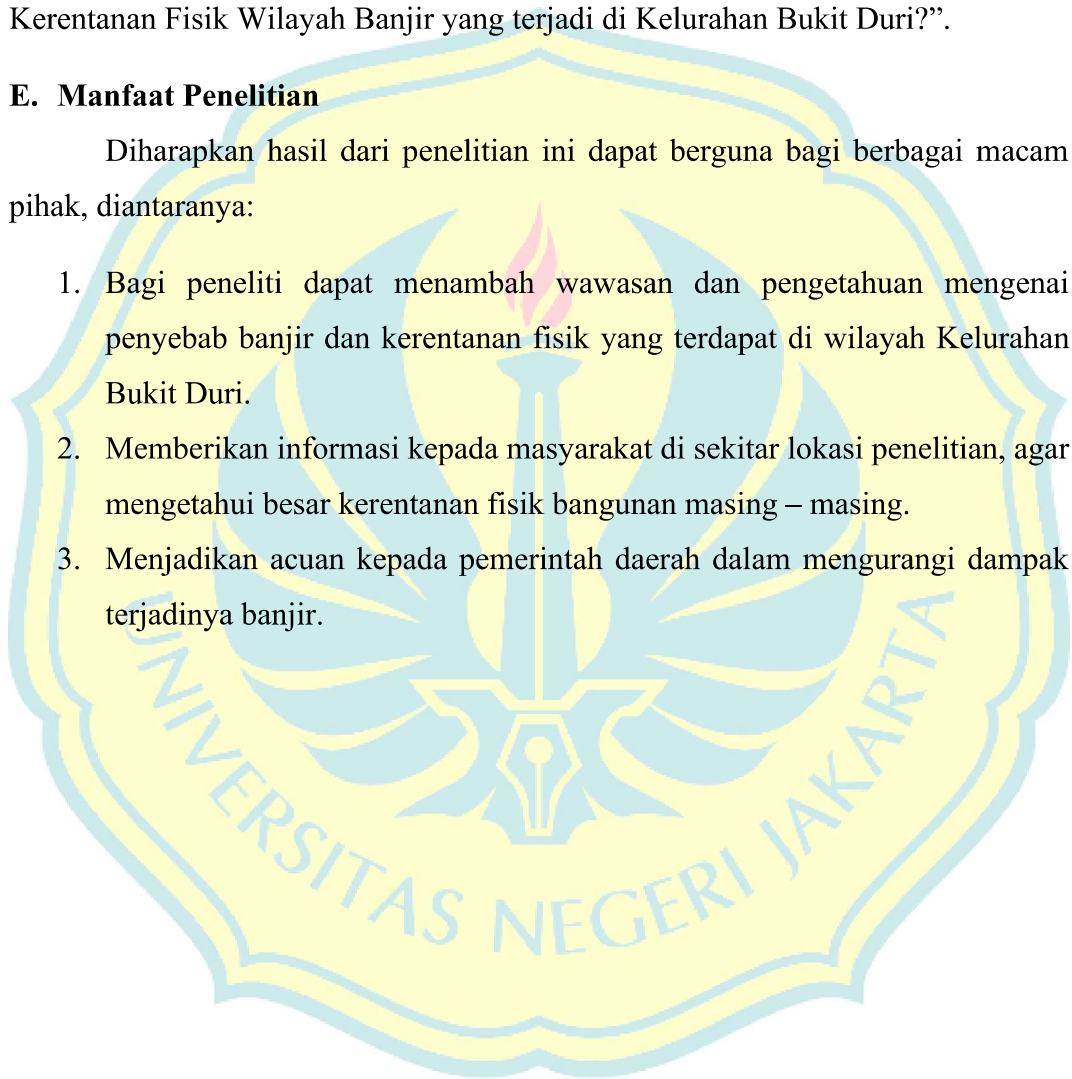 Kerentanan Fisik Wilayah Banjir yang terjadi di Kelurahan Bukit Duri?”.
E. Manfaat Penelitian
Diharapkan hasil dari penelitian ini dapat berguna bagi berbagai macam
pihak, diantaranya:
1. Bagi peneliti dapat menambah wawasan dan pengetahuan mengenai
penyebab banjir dan kerentanan fisik yang terdapat di wilayah Kelurahan
Bukit Duri.
2. Memberikan informasi kepada masyarakat di sekitar lokasi penelitian, agar
mengetahui besar kerentanan fisik bangunan masing – masing.
3. Menjadikan acuan kepada pemerintah daerah dalam mengurangi dampak
terjadinya banjir.
UNIVERSITAS NEGERI JAKARTA